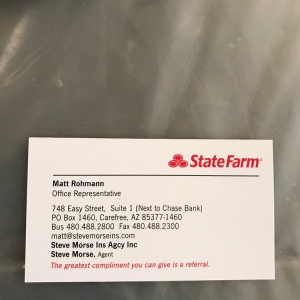 StateFarm®
Matt Rohmann
Office Representative
748 Easy Street, Suite 1 (Next to Chase Bank)
PO Box 1460, Carefree, AZ 85377-1460
Bus 480.488.2800 Fax 480.488.2300
matt@stevemorseins.com
Steve Morse Ins Agcy Inc
Steve Morse, Agent
The greatest compliment you can give is a referral.